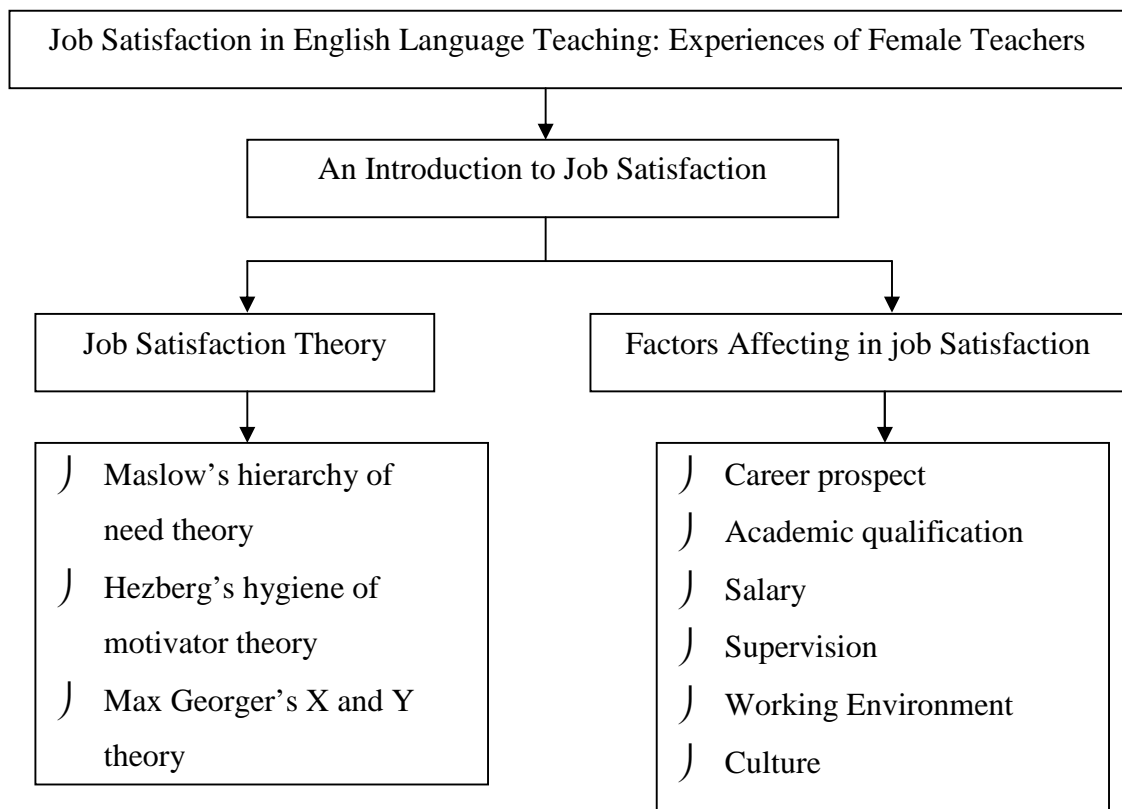 Job Satisfaction in English Language Teaching: Experiences of Female Teachers
An Introduction to Job Satisfaction
Job Satisfaction Theory
Factors Affecting in job Satisfaction
Maslow’s hierarchy of
need theory
Hezberg’s hygiene of
motivator theory
Max Georger’s X and Y
theory
Career prospect
Academic qualification
Salary
Supervision
Working Environment
Culture